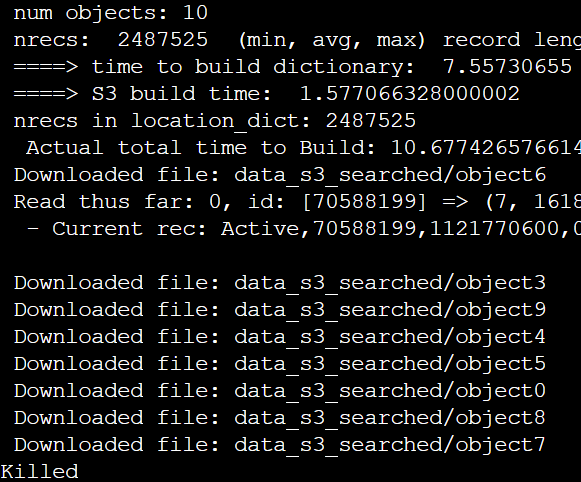 num objects: 10
nrecs:  2487525  (min, avg, max) record leng
====> time to build dictionary:  7.55730655
====> S3 build time:  1.577066328000002
nrecs in location_dict: 2487525
Actual total time to Build: 10.677426576614
Downloaded file: data_s3_searched/object6
Read thus far: 0, id: [70588199] => (7, 1618
- Current rec: Active,70588199,1121770600,0
Downloaded file: data_s3_searched/object3
Downloaded file: data_s3_searched/object9
Downloaded file: data_s3_searched/object4
Downloaded file: data_s3_searched/object5
Downloaded file: data_s3_searched/object0
Downloaded file: data_s3_searched/object8
Downloaded file: data_s3_searched/object7
Killed